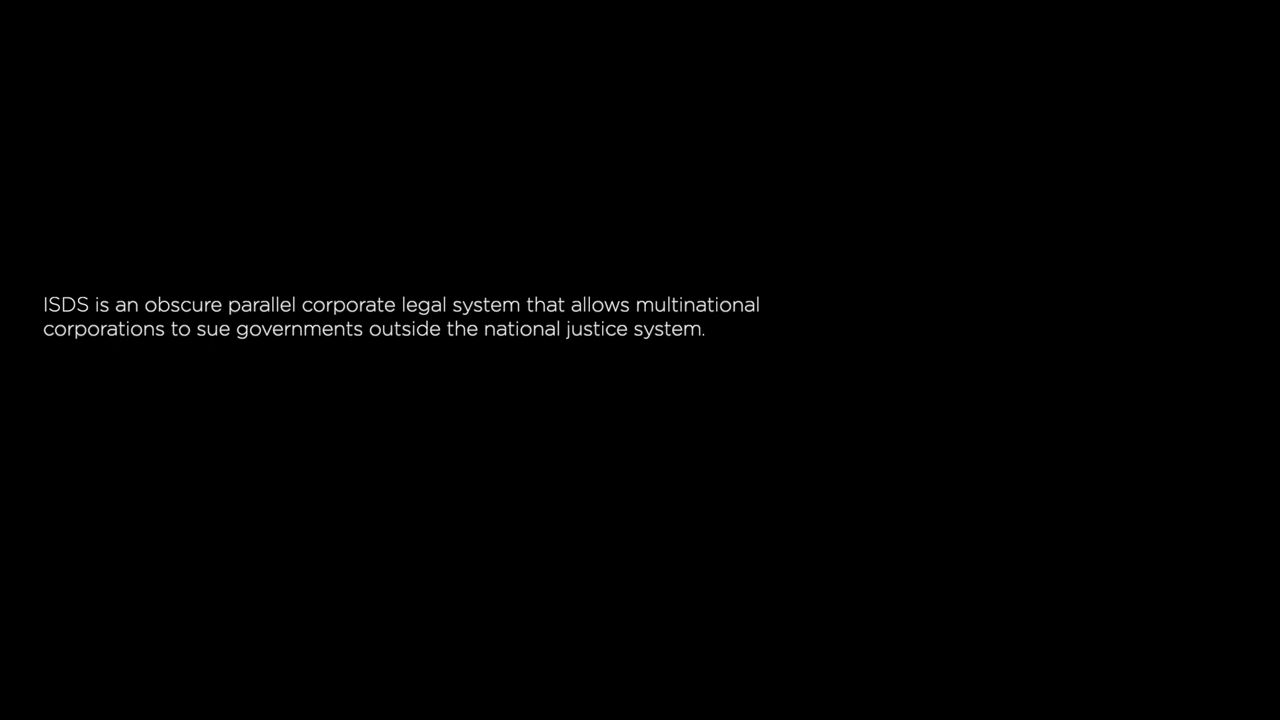 ISDS is an obscure parallel corporate legal system that allows multinational
corporations to sue governments outside the national justice system.